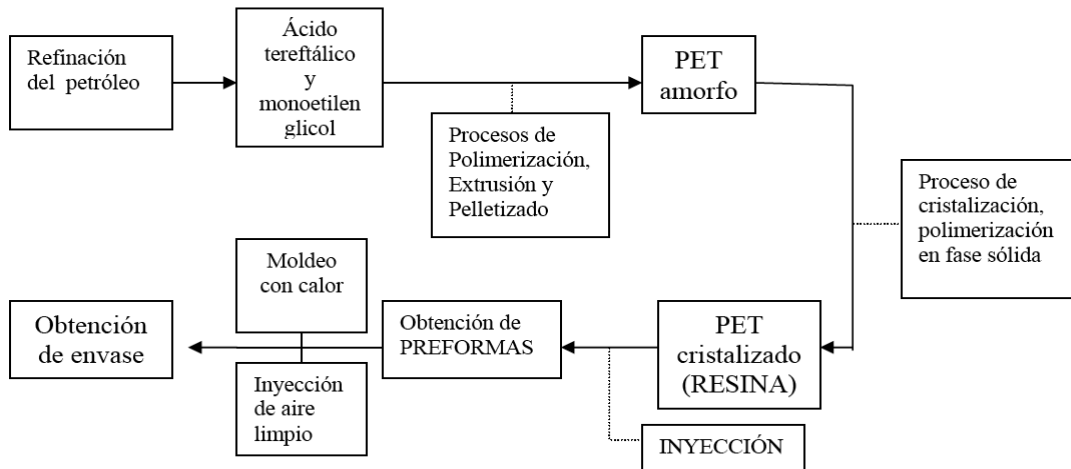 Refinación
del petróleo
Ácido
tereftálico
y
monoetilen
glicol
Procesos de
Polimerización,
Extrusión y
Pelletizado
PET
amorfo
Proceso de
cristalización,
polimerización
en fase sólida
PET
cristalizado
(RESINA)
INYECCIÓN
Obtención de
PREFORMAS
Moldeo
con calor
Inyección
de aire
limpio
Obtención
de envase